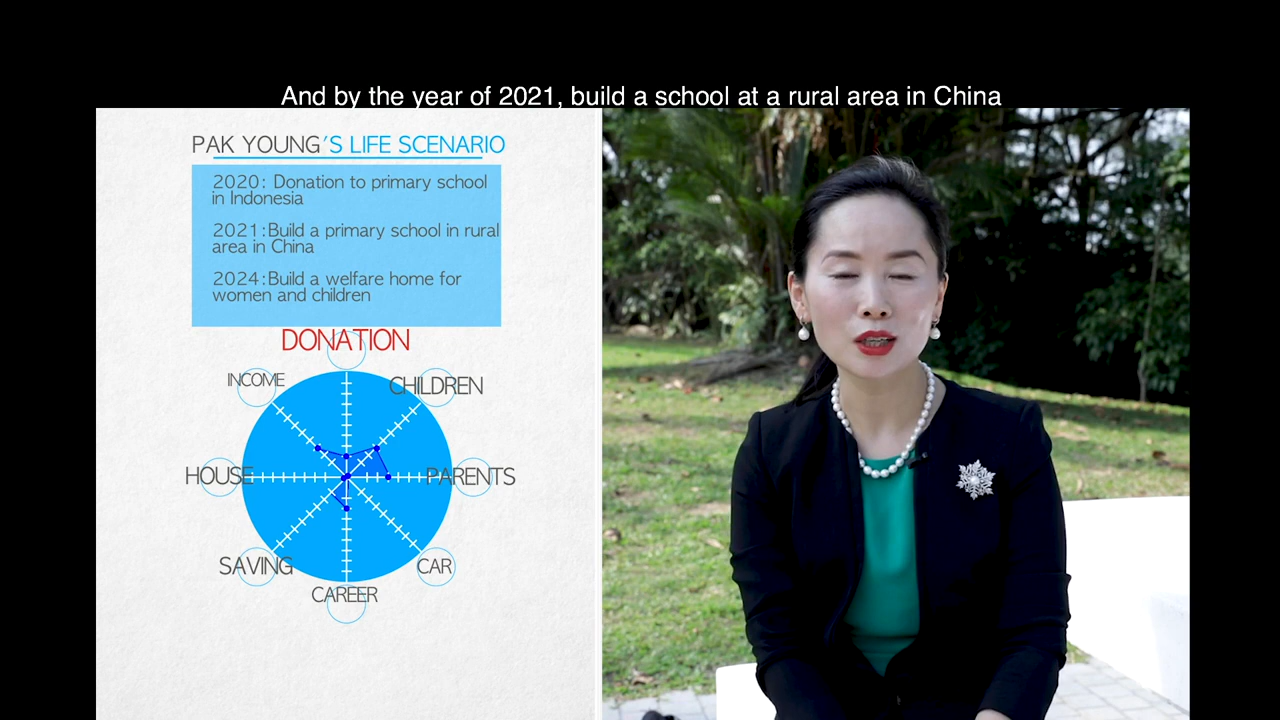 And by the year of 2021, build a school at a rural area in China
PAK YOUNG'S LIFE SCENARIO
2020: Donation to primary school
in Indonesia
2021:Build a primary school in rural
area in China
2024:Build a welfare home for
women and children
DONATION
INCOME
CHILDREN
HOUSE
PARENTS
SAVING
CAR
CAREER